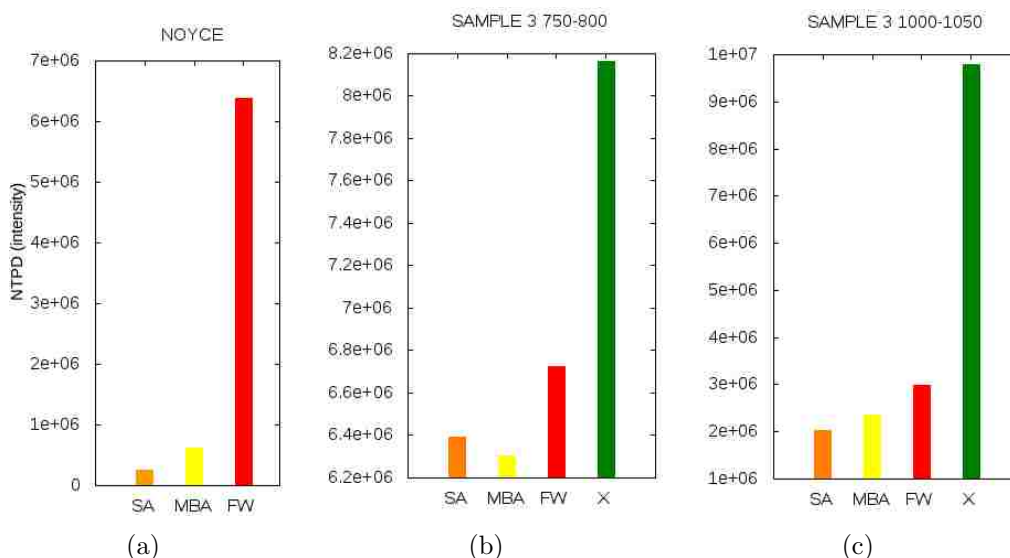 NOYCE
NTPD (intensity)
7e+06
6e+06
5e+06
4e+06
3e+06
2e+06
1e+06
0
SA MBA FW
(a)
SAMPLE 3 750-800
8.2e+06
8e+06
7.8e+06
7.6e+06
7.4e+06
7.2e+06
7e+06
6.8e+06
6.6e+06
6.4e+06
6.2e+06
SA MBA FW X
(b)
SAMPLE 3 1000-1050
1e+07
9e+06
8e+06
7e+06
6e+06
5e+06
4e+06
3e+06
2e+06
1e+06
SA MBA FW X
(c)